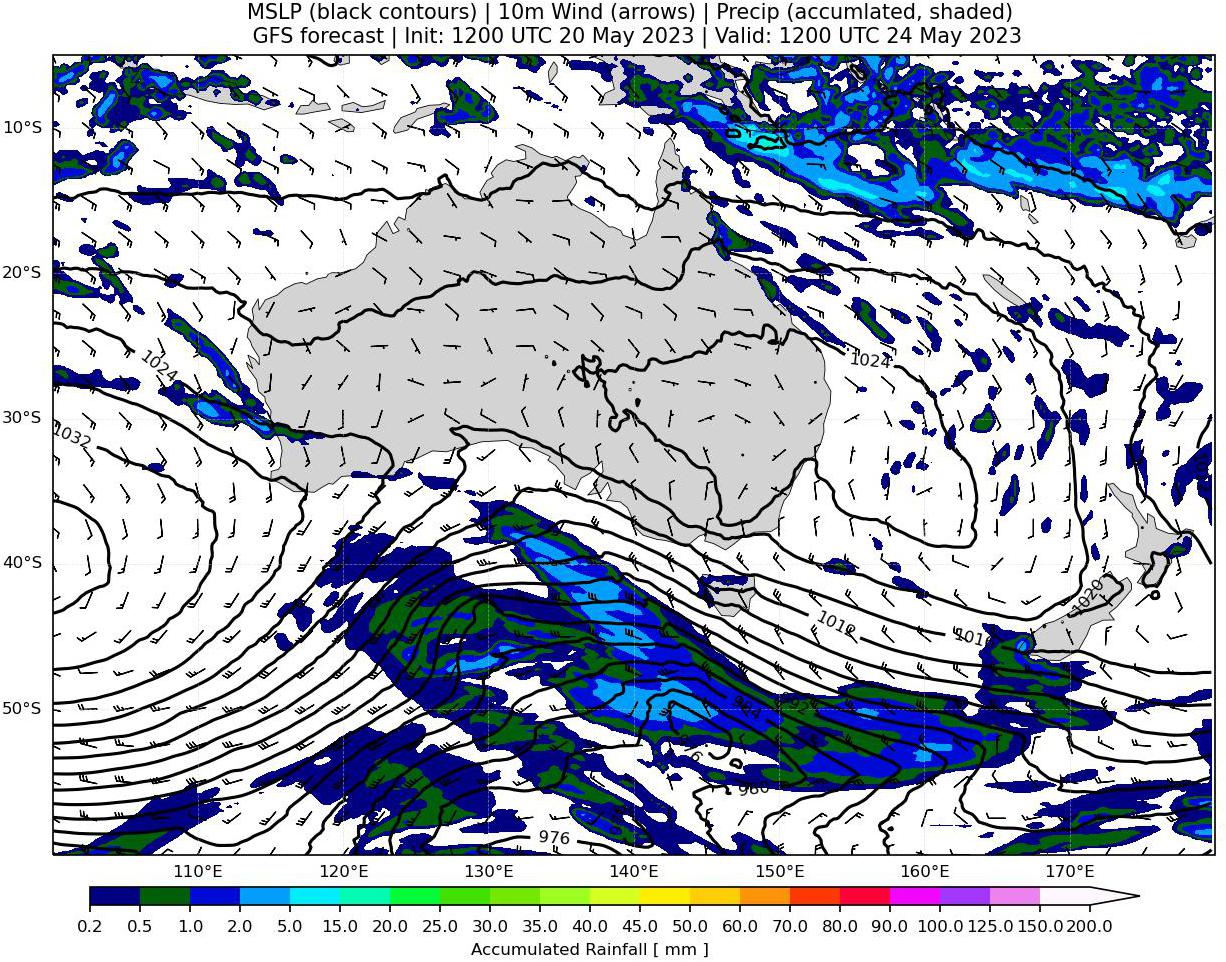 MSLP (black contours) | 10m Wind (arrows) | Precip (accumlated, shaded)
GFS forecast | Init: 1200 UTC 20 May 2023 | Valid: 1200 UTC 24 May 2023
10°S
20°S
1024
1024
30°S
1032
40°S
1020
1012
1016
50°S
984
980
976
110°E 120°E 130°E 140°E 150°E 160°E 170°E
0.2 0.5 1.0 2.0 5.0 15.0 20.0 25.0 30.0 35.0 40.0 45.0 50.0 60.0 70.0 80.0 90.0 100.0 125.0 150.0 200.0
Accumulated Rainfall [ mm ]